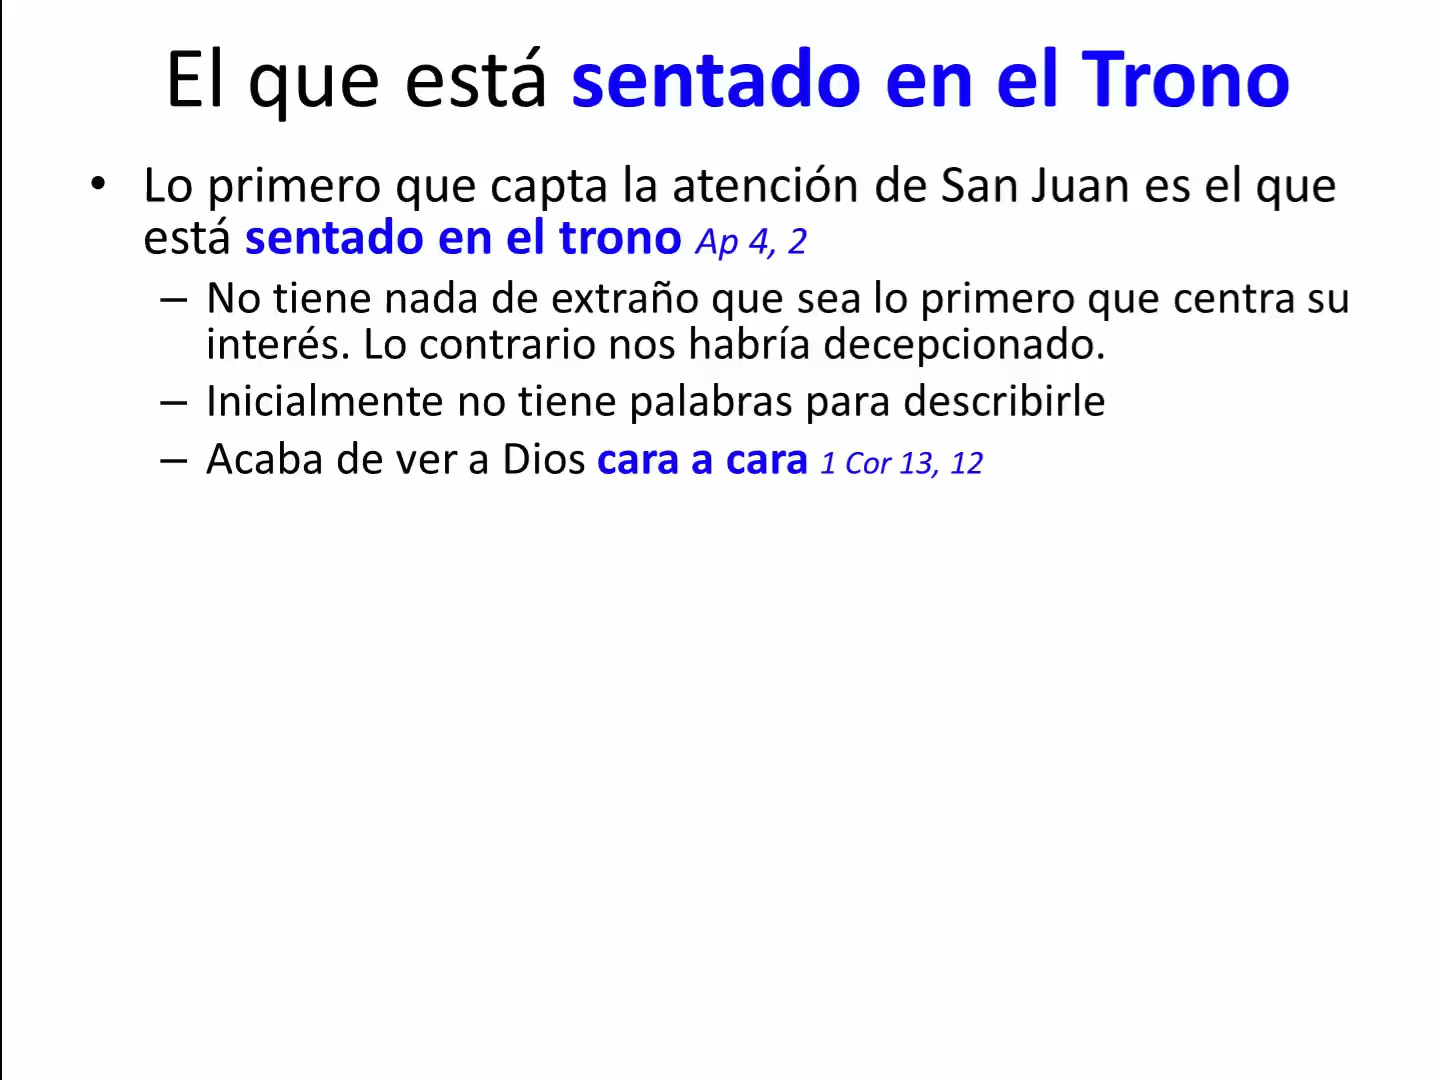 El que está sentado en el Trono
• Lo primero que capta la atención de San Juan es el que
está sentado en el trono Ap 4, 2
– No tiene nada de extraño que sea lo primero que centra su
interés. Lo contrario nos habría decepcionado.
– Inicialmente no tiene palabras para describirle
– Acaba de ver a Dios cara a cara 1 Cor 13, 12